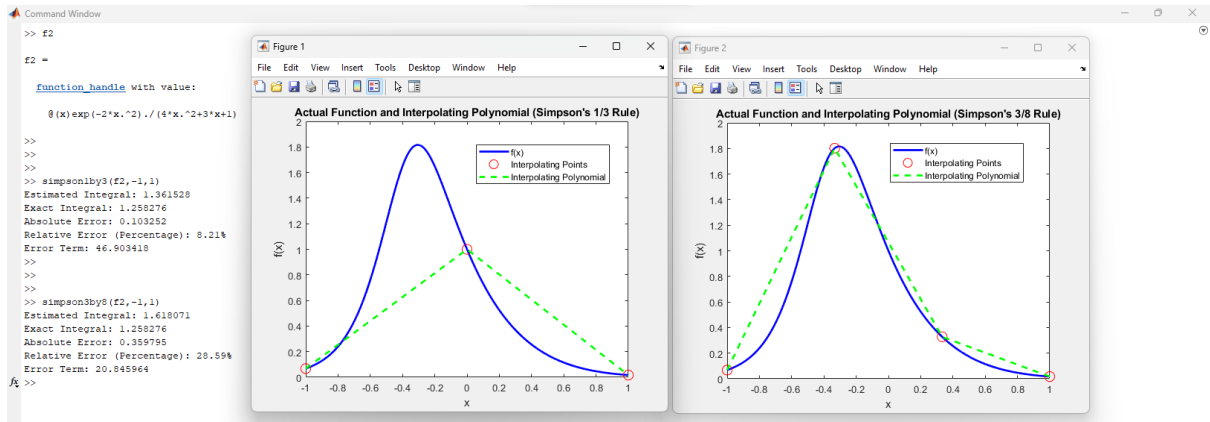 Command Window
>> f2
f2 =
function_handle with value:
@(x)exp(-2*x.^2)./(4*x.^2+3*x+1)
>>
>>
>>
>> simpson1by3(f2,-1,1)
Estimated Integral: 1.361528
Exact Integral: 1.258276
Absolute Error: 0.103252
Relative Error (Percentage): 8.21%
Error Term: 46.903418
>>
>>
>>
>> simpson3by8(f2,-1,1)
Estimated Integral: 1.618071
Exact Integral: 1.258276
Absolute Error: 0.359795
Relative Error (Percentage): 28.59%
Error Term: 20.845964
fx >>
Figure 1
File Edit View Insert Tools Desktop Window Help
Actual Function and Interpolating Polynomial (Simpson's 1/3 Rule)
f(x)
Interpolating Points
Interpolating Polynomial
2
1.8
1.6
1.4
1.2
1
0.8
0.6
0.4
0.2
0
f(x)
-1 -0.8 -0.6 -0.4 -0.2 0 0.2 0.4 0.6 0.8 1
x
Figure 2
File Edit View Insert Tools Desktop Window Help
Actual Function and Interpolating Polynomial (Simpson's 3/8 Rule)
f(x)
Interpolating Points
Interpolating Polynomial
2
1.8
1.6
1.4
1.2
1
0.8
0.6
0.4
0.2
0
f(x)
-1 -0.8 -0.6 -0.4 -0.2 0 0.2 0.4 0.6 0.8 1
x